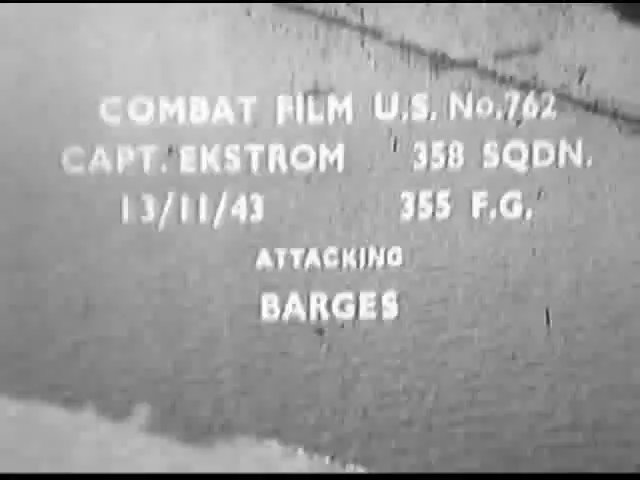 COMBAT FILM U.S. No.762
CAPT. EKSTROM 358 SQDN.
13/11/43 355 F.G.
ATTACKING
BARGES